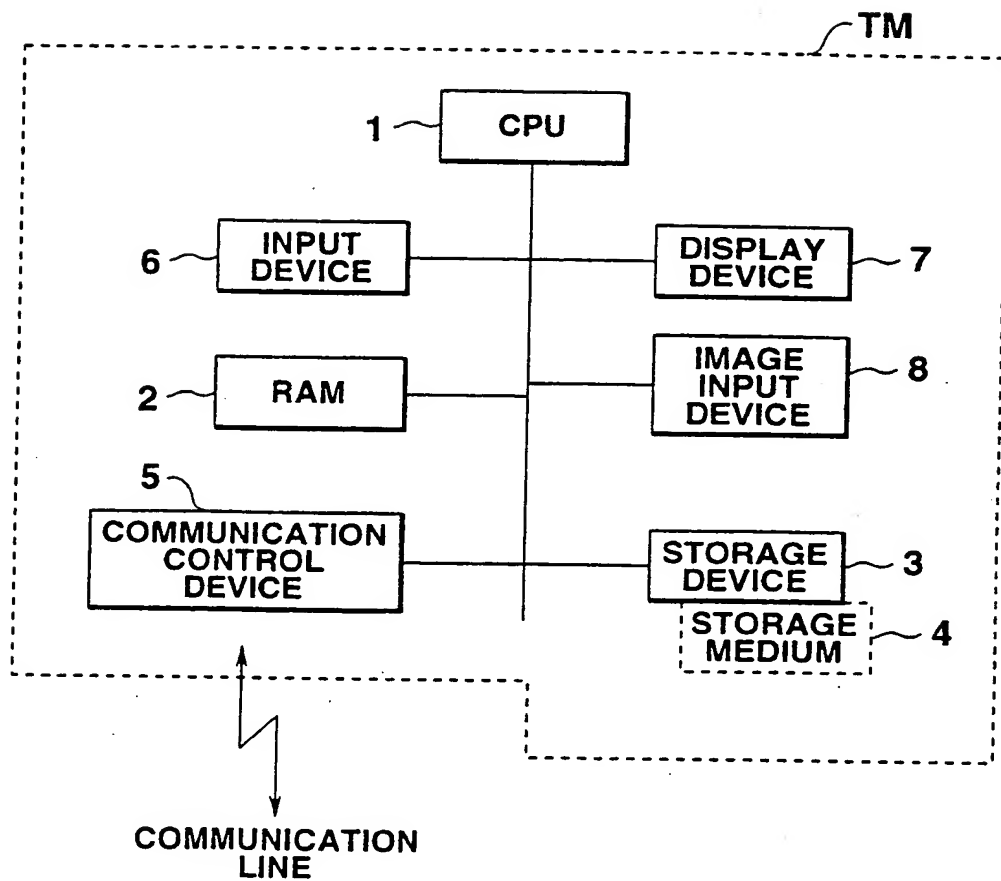 TM
1
CPU
6
INPUT
DEVICE
DISPLAY
DEVICE
7
2
RAM
IMAGE
INPUT
DEVICE
8
5
COMMUNICATION
CONTROL
DEVICE
STORAGE
DEVICE
3
STORAGE
MEDIUM
4
COMMUNICATION
LINE